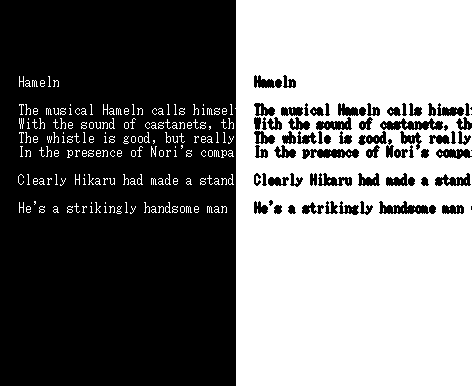 Hameln
The musical Hameln calls himsel
With the sound of castanets, th
The whistle is good, but really
In the presence of Nori's compa
Clearly Hikaru had made a stand
He's a strikingly handsome man
Hameln
The musical Hameln calls himsel
With the sound of castanets, th
The whistle is good, but really
In the presence of Nori's compa
Clearly Hikaru had made a stand
He's a strikingly handsome man